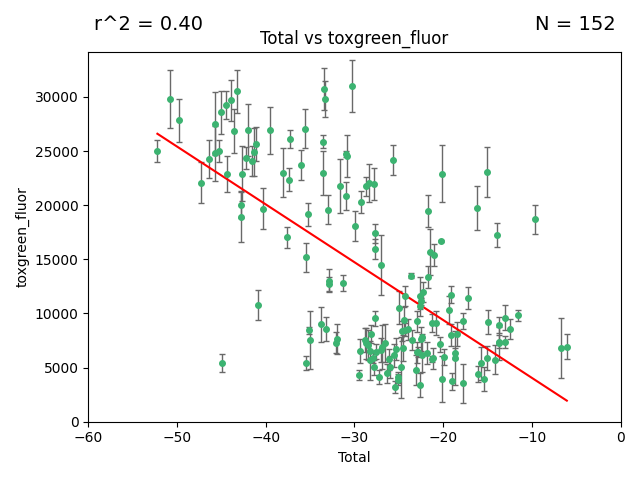 r^2 = 0.40 N = 152
Total vs toxgreen_fluor
30000
25000
20000
15000
10000
5000
0
toxgreen_fluor
−60 −50 −40 −30 −20 −10 0
Total